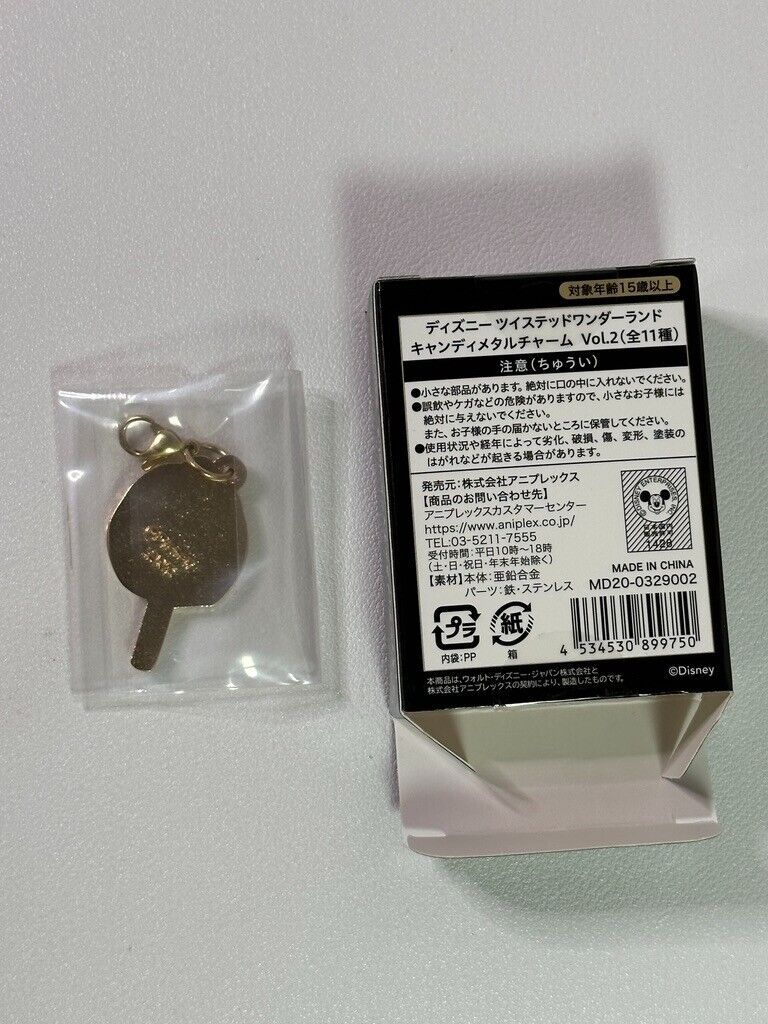 対象年齢15歳以上
ディズニー ツイステッドワンダーランド
キャンディメタルチャーム Vol.2(全11種)
注意(ちゅうい)
●小さな部品があります。絶対に口の中に入れないでください。
●誤飲やケガなどの危険がありますので、小さなお子様には
絶対に与えないでください。
また、お子様の手の届かないところに保管してください。
●使用状況や経年によって劣化、破損、傷、変形、塗装の
はがれなどが起きる場合があります。
発売元:株式会社アニプレックス
【商品のお問い合わせ先】
アニプレックスカスタマーセンター
https://www.aniplex.co.jp/
TEL:03-5211-7555
受付時間:平日10時〜18時
(土・日・祝日・年末年始除く)
【素材】本体:亜鉛合金
パーツ:鉄・ステンレス
DISNEY ENTERPRISES INC.
1428
MADE IN CHINA
MD20-0329002
プラ
内袋:PP
紙
箱
4 534530 899750
©Disney
本商品は、ウォルト・ディズニー・ジャパン株式会社と
株式会社アニプレックスの契約により、製造したものです。